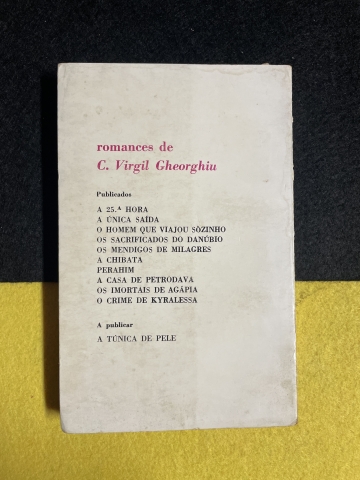 romances de
C. Virgil Gheorghiu
Publicados
A 25.ª HORA
A ÚNICA SAÍDA
O HOMEM QUE VIAJOU SÒZINHO
OS SACRIFICADOS DO DANÚBIO
OS MENDIGOS DE MILAGRES
A CHIBATA
PERAHIM
A CASA DE PETRODAVA
OS IMORTAIS DE AGÁPIA
O CRIME DE KYRALESSA
A publicar
A TÚNICA DE PELE